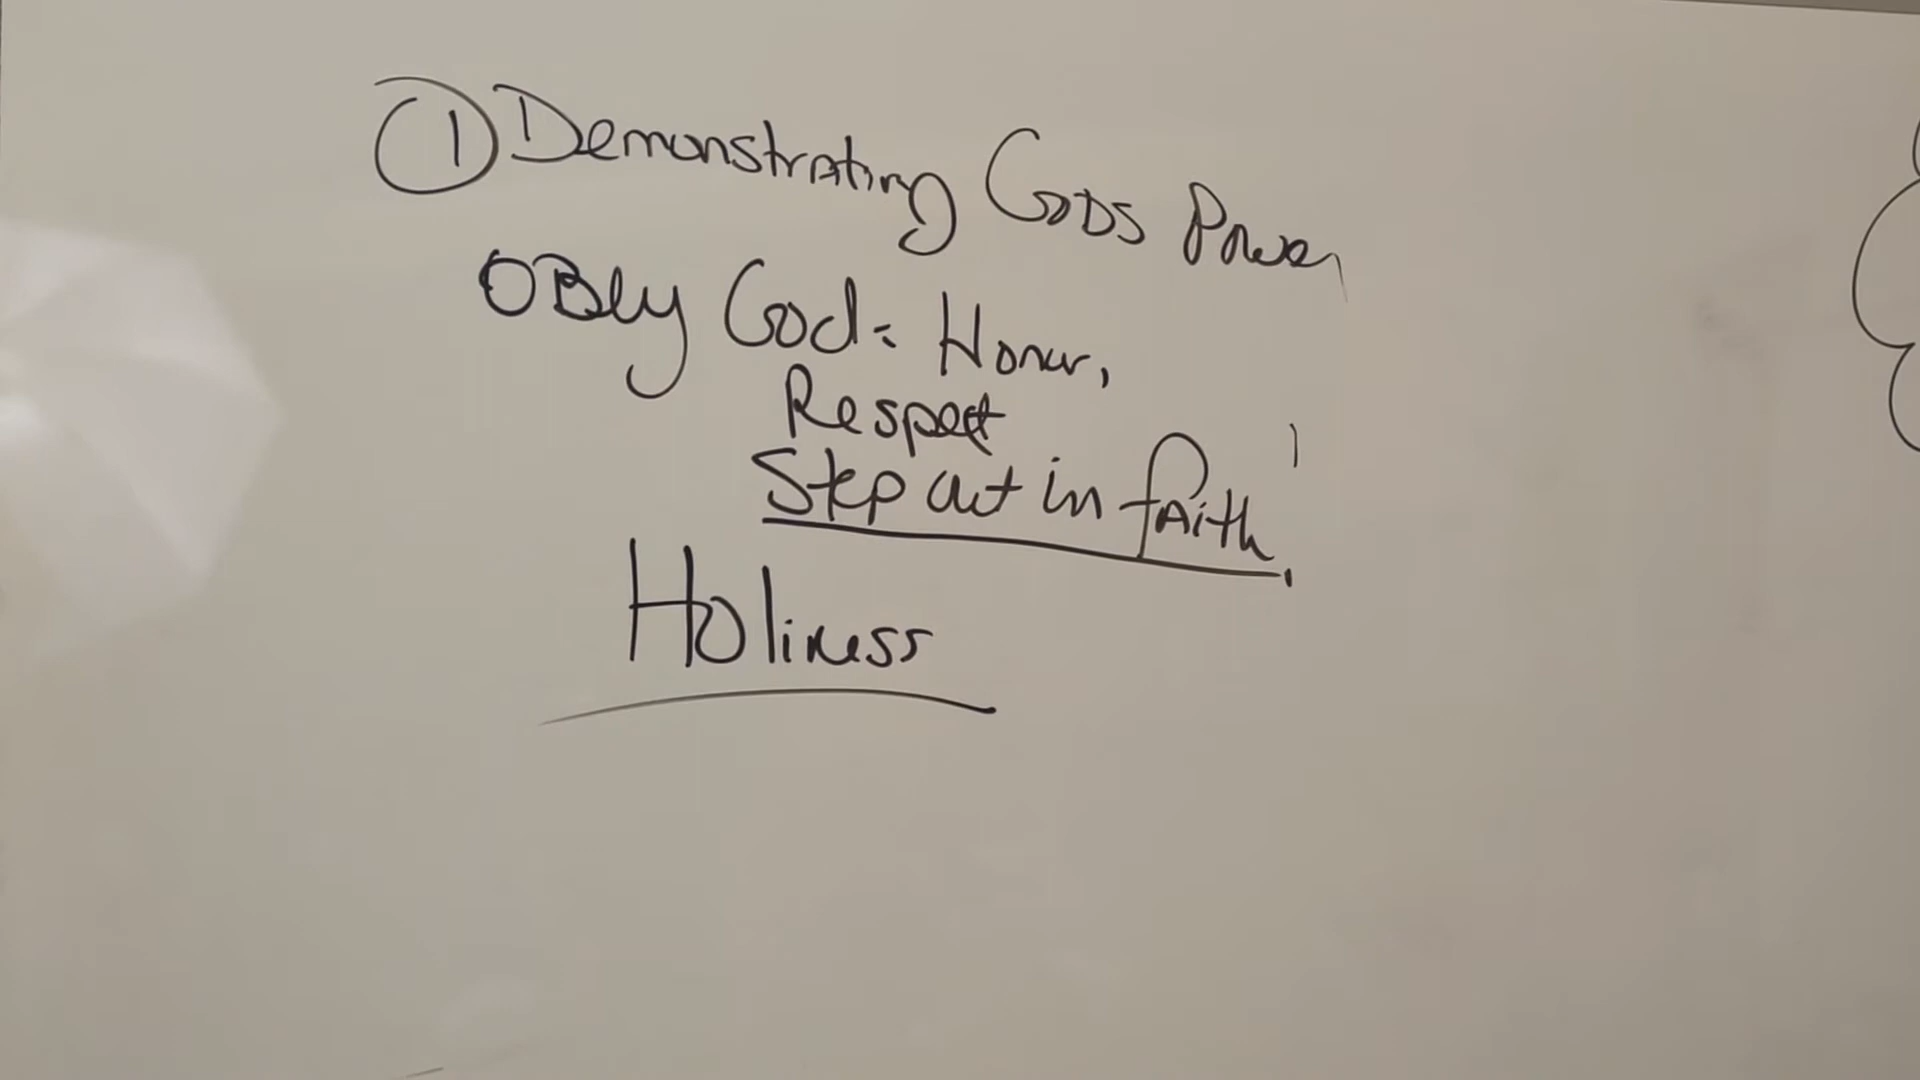 ① Demonstrating GODS Power
OBey God: Honor,
Respect
Step out in fAith!
Holiness